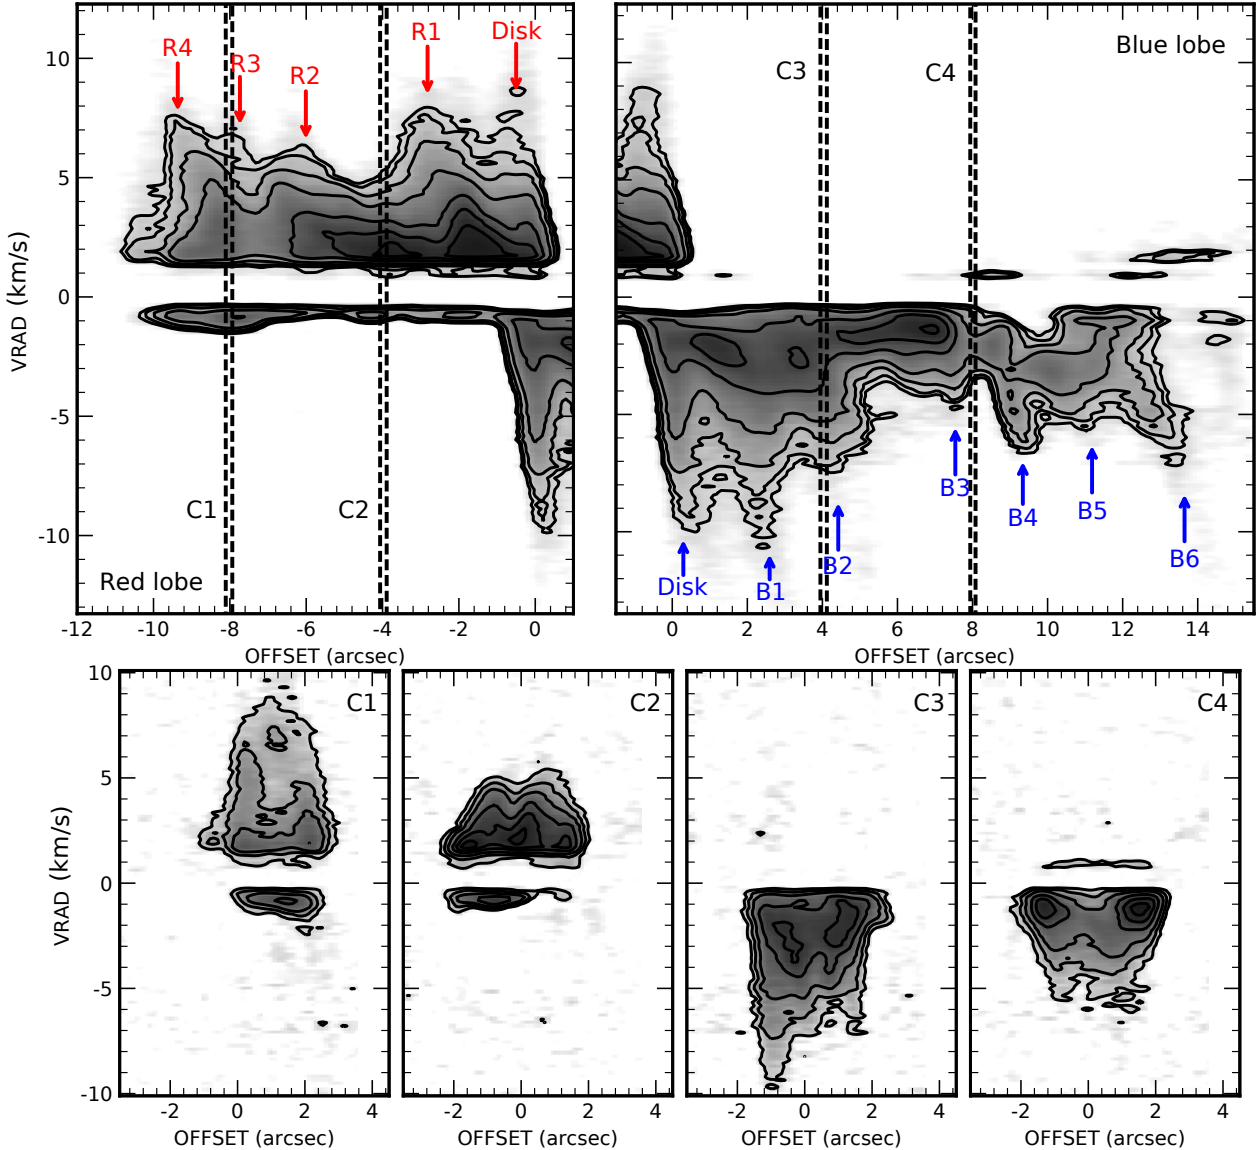 R4 R3 R2 R1 Disk
C3 C4 Blue lobe
10
5
0
-5
-10
VRAD (km/s)
C1 C2
Red lobe
B3 B4 B5 B2 B6
Disk B1
-12 -10 -8 -6 -4 -2 0
0 2 4 6 8 10 12 14
OFFSET (arcsec) OFFSET (arcsec)
C1 C2 C3 C4
10
5
0
-5
-10
VRAD (km/s)
-2 0 2 4 -2 0 2 4 -2 0 2 4 -2 0 2 4
OFFSET (arcsec) OFFSET (arcsec) OFFSET (arcsec) OFFSET (arcsec)